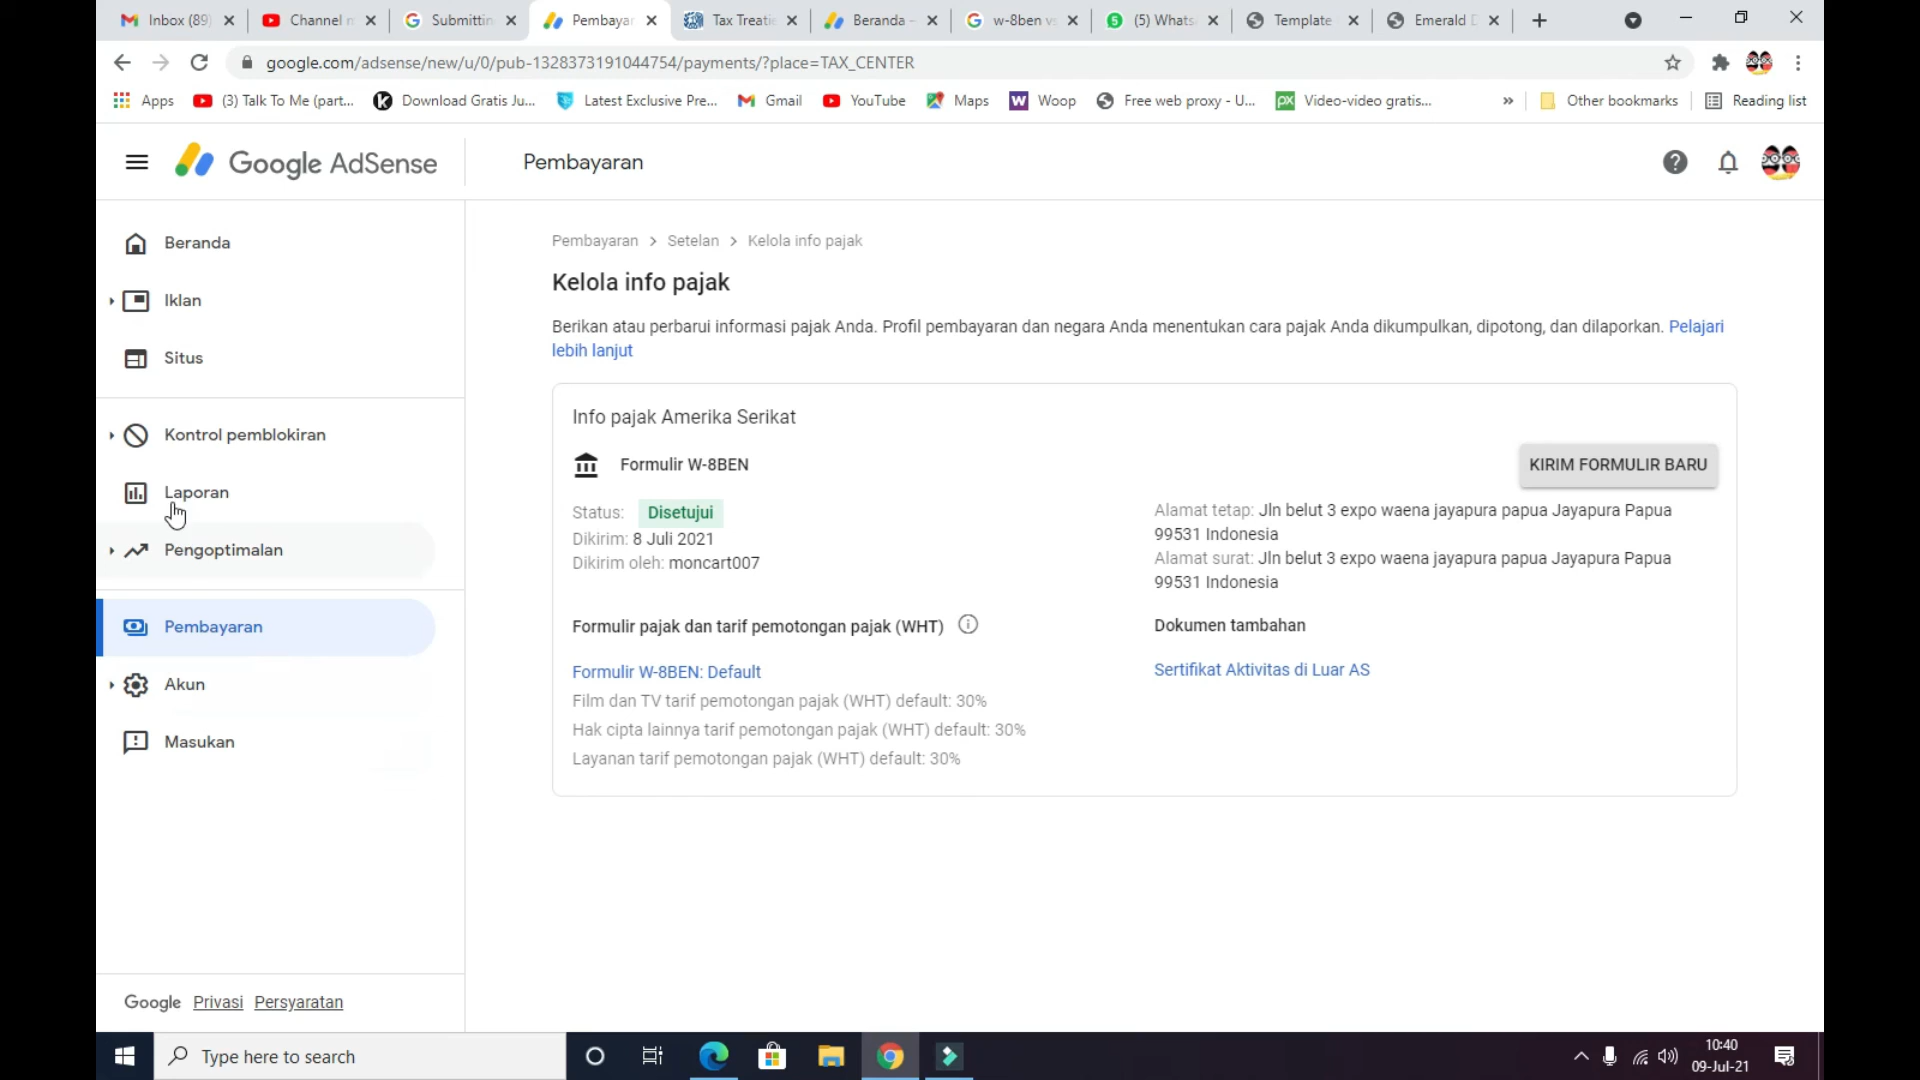 Inbox (89)
Channel
Submittin
Pembayar
Tax Treati
Beranda -
w-8ben vs
(5) Whats
Template
Emerald
google.com/adsense/new/u/0/pub-1328373191044754/payments/?place=TAX_CENTER
Apps
(3) Talk To Me (part...
Download Gratis Ju...
Latest Exclusive Pre...
Gmail
YouTube
Maps
Woop
Free web proxy - U...
Video-video gratis...
»
Other bookmarks
Reading list
Google AdSense
Pembayaran
Beranda
Iklan
Situs
Kontrol pemblokiran
Laporan
Pengoptimalan
Pembayaran
Akun
Masukan
Google Privasi Persyaratan
Pembayaran > Setelan > Kelola info pajak
Kelola info pajak
Berikan atau perbarui informasi pajak Anda. Profil pembayaran dan negara Anda menentukan cara pajak Anda dikumpulkan, dipotong, dan dilaporkan. Pelajari
lebih lanjut
Info pajak Amerika Serikat
Formulir W-8BEN
KIRIM FORMULIR BARU
Status: Disetujui
Dikirim: 8 Juli 2021
Dikirim oleh: moncart007
Alamat tetap: Jln belut 3 expo waena jayapura papua Jayapura Papua
99531 Indonesia
Alamat surat: Jln belut 3 expo waena jayapura papua Jayapura Papua
99531 Indonesia
Formulir pajak dan tarif pemotongan pajak (WHT)
Formulir W-8BEN: Default
Film dan TV tarif pemotongan pajak (WHT) default: 30%
Hak cipta lainnya tarif pemotongan pajak (WHT) default: 30%
Layanan tarif pemotongan pajak (WHT) default: 30%
Dokumen tambahan
Sertifikat Aktivitas di Luar AS
Type here to search
10:40
09-Jul-21